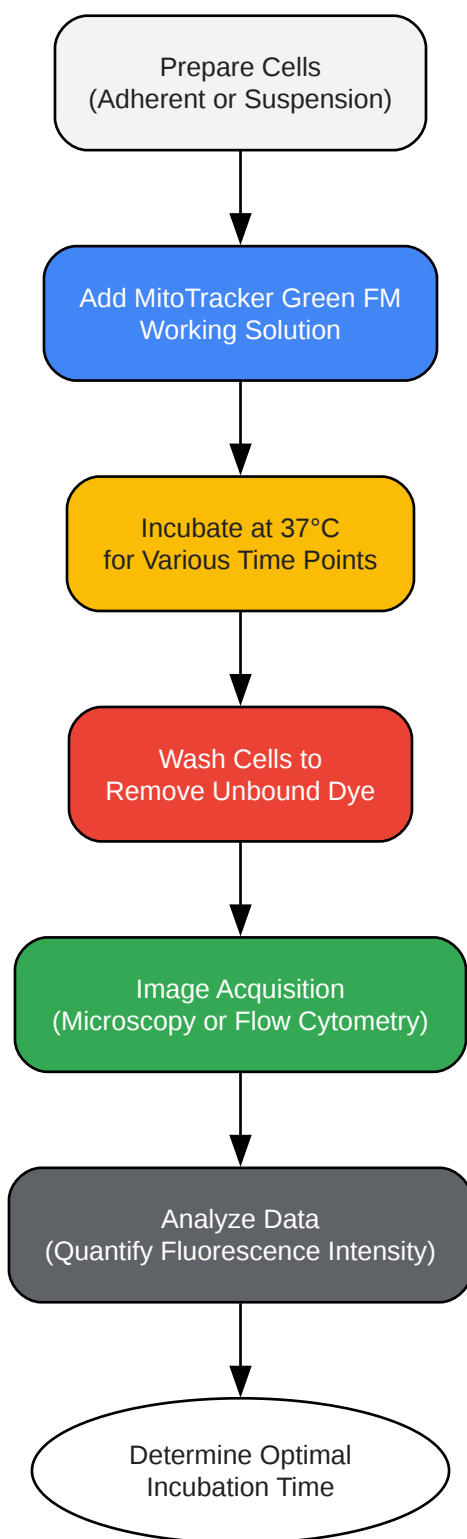 Prepare Cells
(Adherent or Suspension)
Add MitoTracker Green FM
Working Solution
Incubate at 37°C
for Various Time Points
Wash Cells to
Remove Unbound Dye
Image Acquisition
(Microscopy or Flow Cytometry)
Analyze Data
(Quantify Fluorescence Intensity)
Determine Optimal
Incubation Time